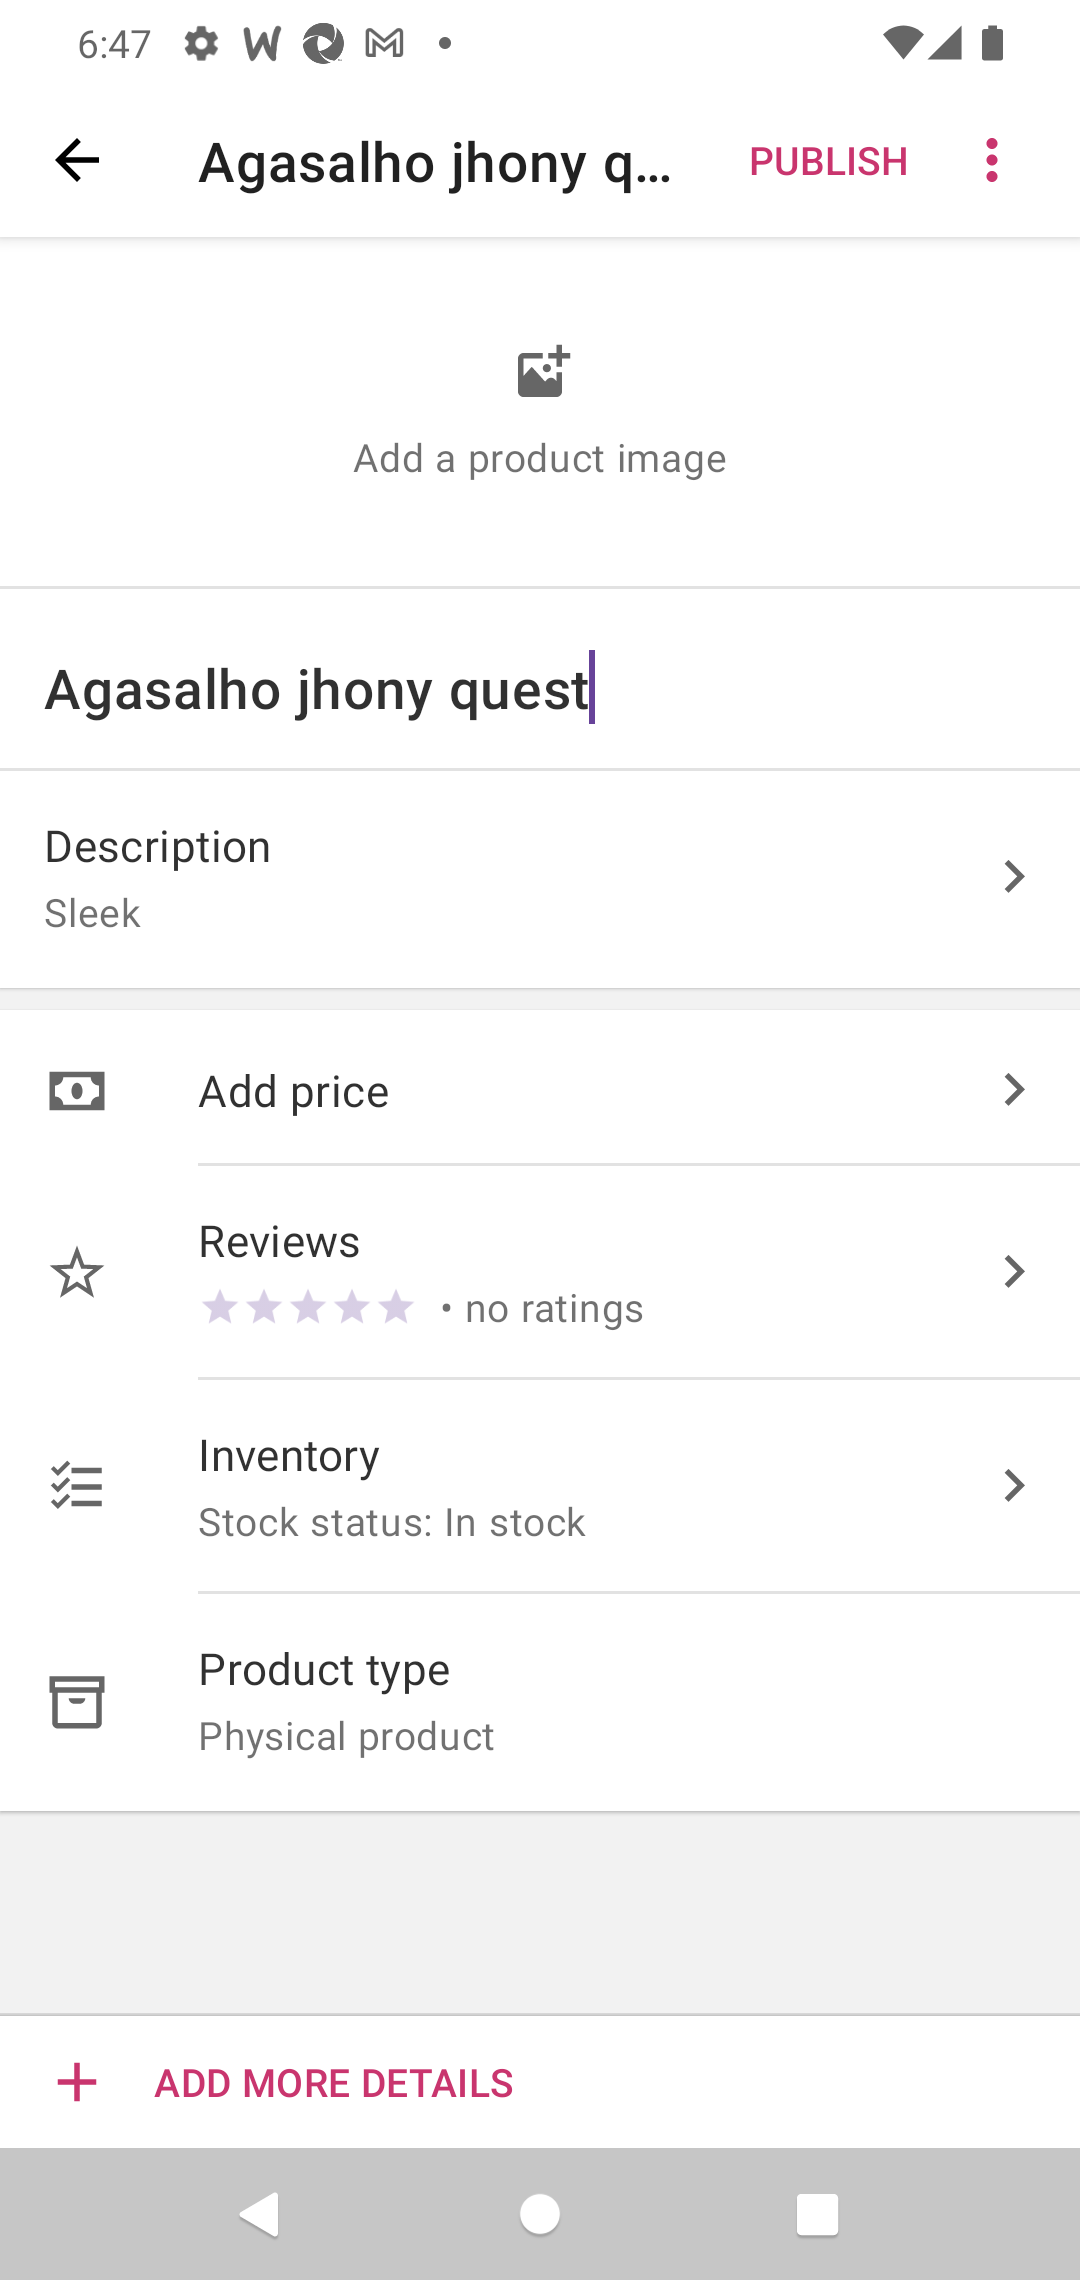 6:47
Agasalho jhony q...
PUBLISH
Add a product image
Agasalho jhony quest
Description
Sleek
Add price
Reviews
• no ratings
Inventory
Stock status: In stock
Product type
Physical product
ADD MORE DETAILS